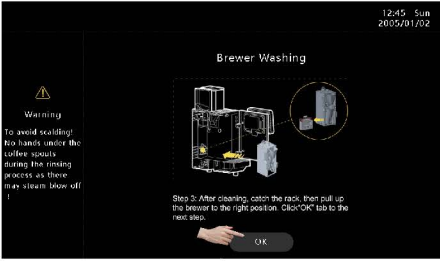 12:45 Sun
2005/01/02
Brewer Washing
Warning
To avoid scalding!
No hands under the
coffee spouts
during the rinsing
process as there
may steam blow off
!
Step 3: After cleaning, catch the rack, then pull up
the brewer to the right position. Click"OK" tab to the
next step.
OK